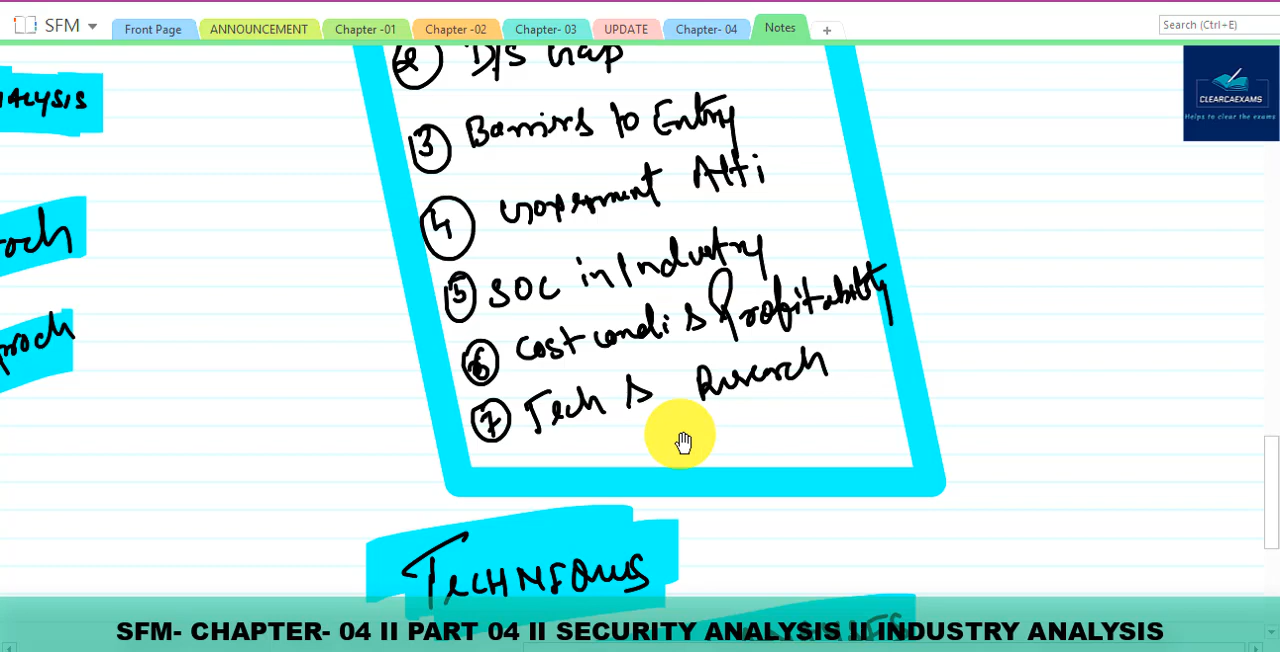 SFM
Front Page
ANNOUNCEMENT
Chapter -01
Chapter -02
Chapter- 03
UPDATE
Chapter- 04
Notes
+
Search (Ctrl+E)
CLEARCAEXAMS
Helps to clear the exams
ALYSIS
2 D/S Gap
3 Barriers to Entry
4 Government Atti
5 SOC in Industry
6 Cost condi & Profitability
7 Tech & Research
TECHNIQUES
SFM- CHAPTER- 04 II PART 04 II SECURITY ANALYSIS II INDUSTRY ANALYSIS